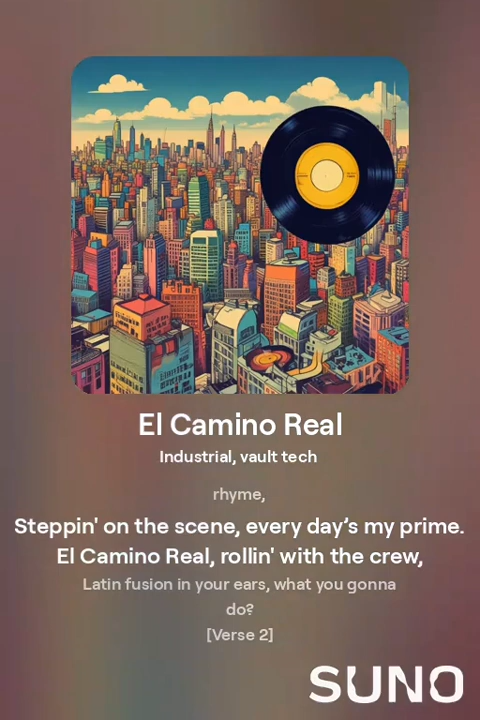 El Camino Real
Industrial, vault tech
rhyme,
Steppin' on the scene, every day’s my prime.
El Camino Real, rollin' with the crew,
Latin fusion in your ears, what you gonna
do?
[Verse 2]
SUNO